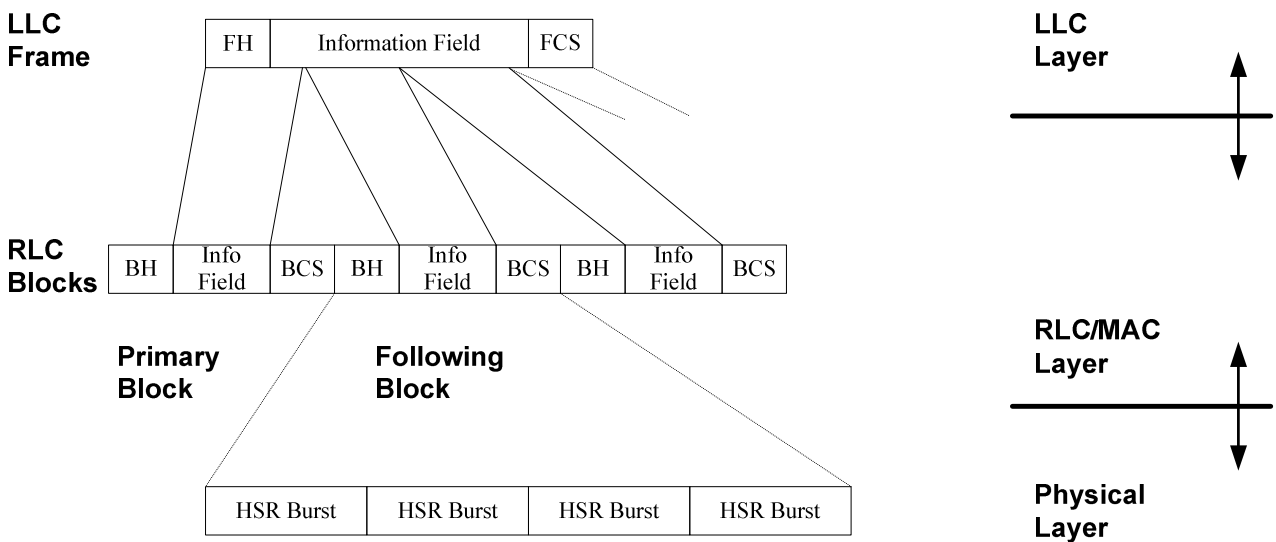 LLC
Frame
FH
Information Field
FCS
LLC
Layer
RLC
Blocks
BH
Info
Field
BCS
BH
Info
Field
BCS
BH
Info
Field
BCS
Primary
Block
Following
Block
RLC/MAC
Layer
HSR Burst
HSR Burst
HSR Burst
HSR Burst
Physical
Layer